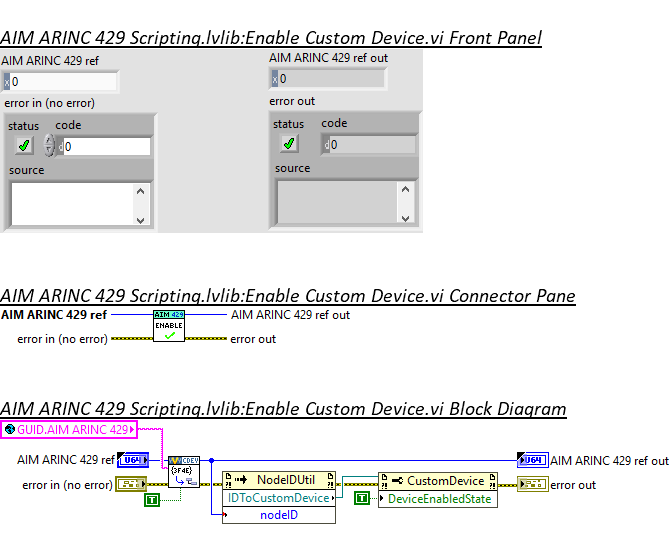 AIM ARINC 429 Scripting.lvlib:Enable Custom Device.vi Front Panel
AIM ARINC 429 ref
AIM ARINC 429 ref out
x 0
x 0
error in (no error)
error out
status code
status code
d 0
d 0
source
source
AIM ARINC 429 Scripting.lvlib:Enable Custom Device.vi Connector Pane
AIM ARINC 429 ref
AIM 429
AIM ARINC 429 ref out
ENABLE
error in (no error)
error out
AIM ARINC 429 Scripting.lvlib:Enable Custom Device.vi Block Diagram
GUID.AIM ARINC 429
AIM ARINC 429 ref
U64
CDEV
{3F4E}
U64
AIM ARINC 429 ref out
error in (no error)
NodeIDUtil
CustomDevice
error out
T
IDToCustomDevice
T
DeviceEnabledState
nodeID